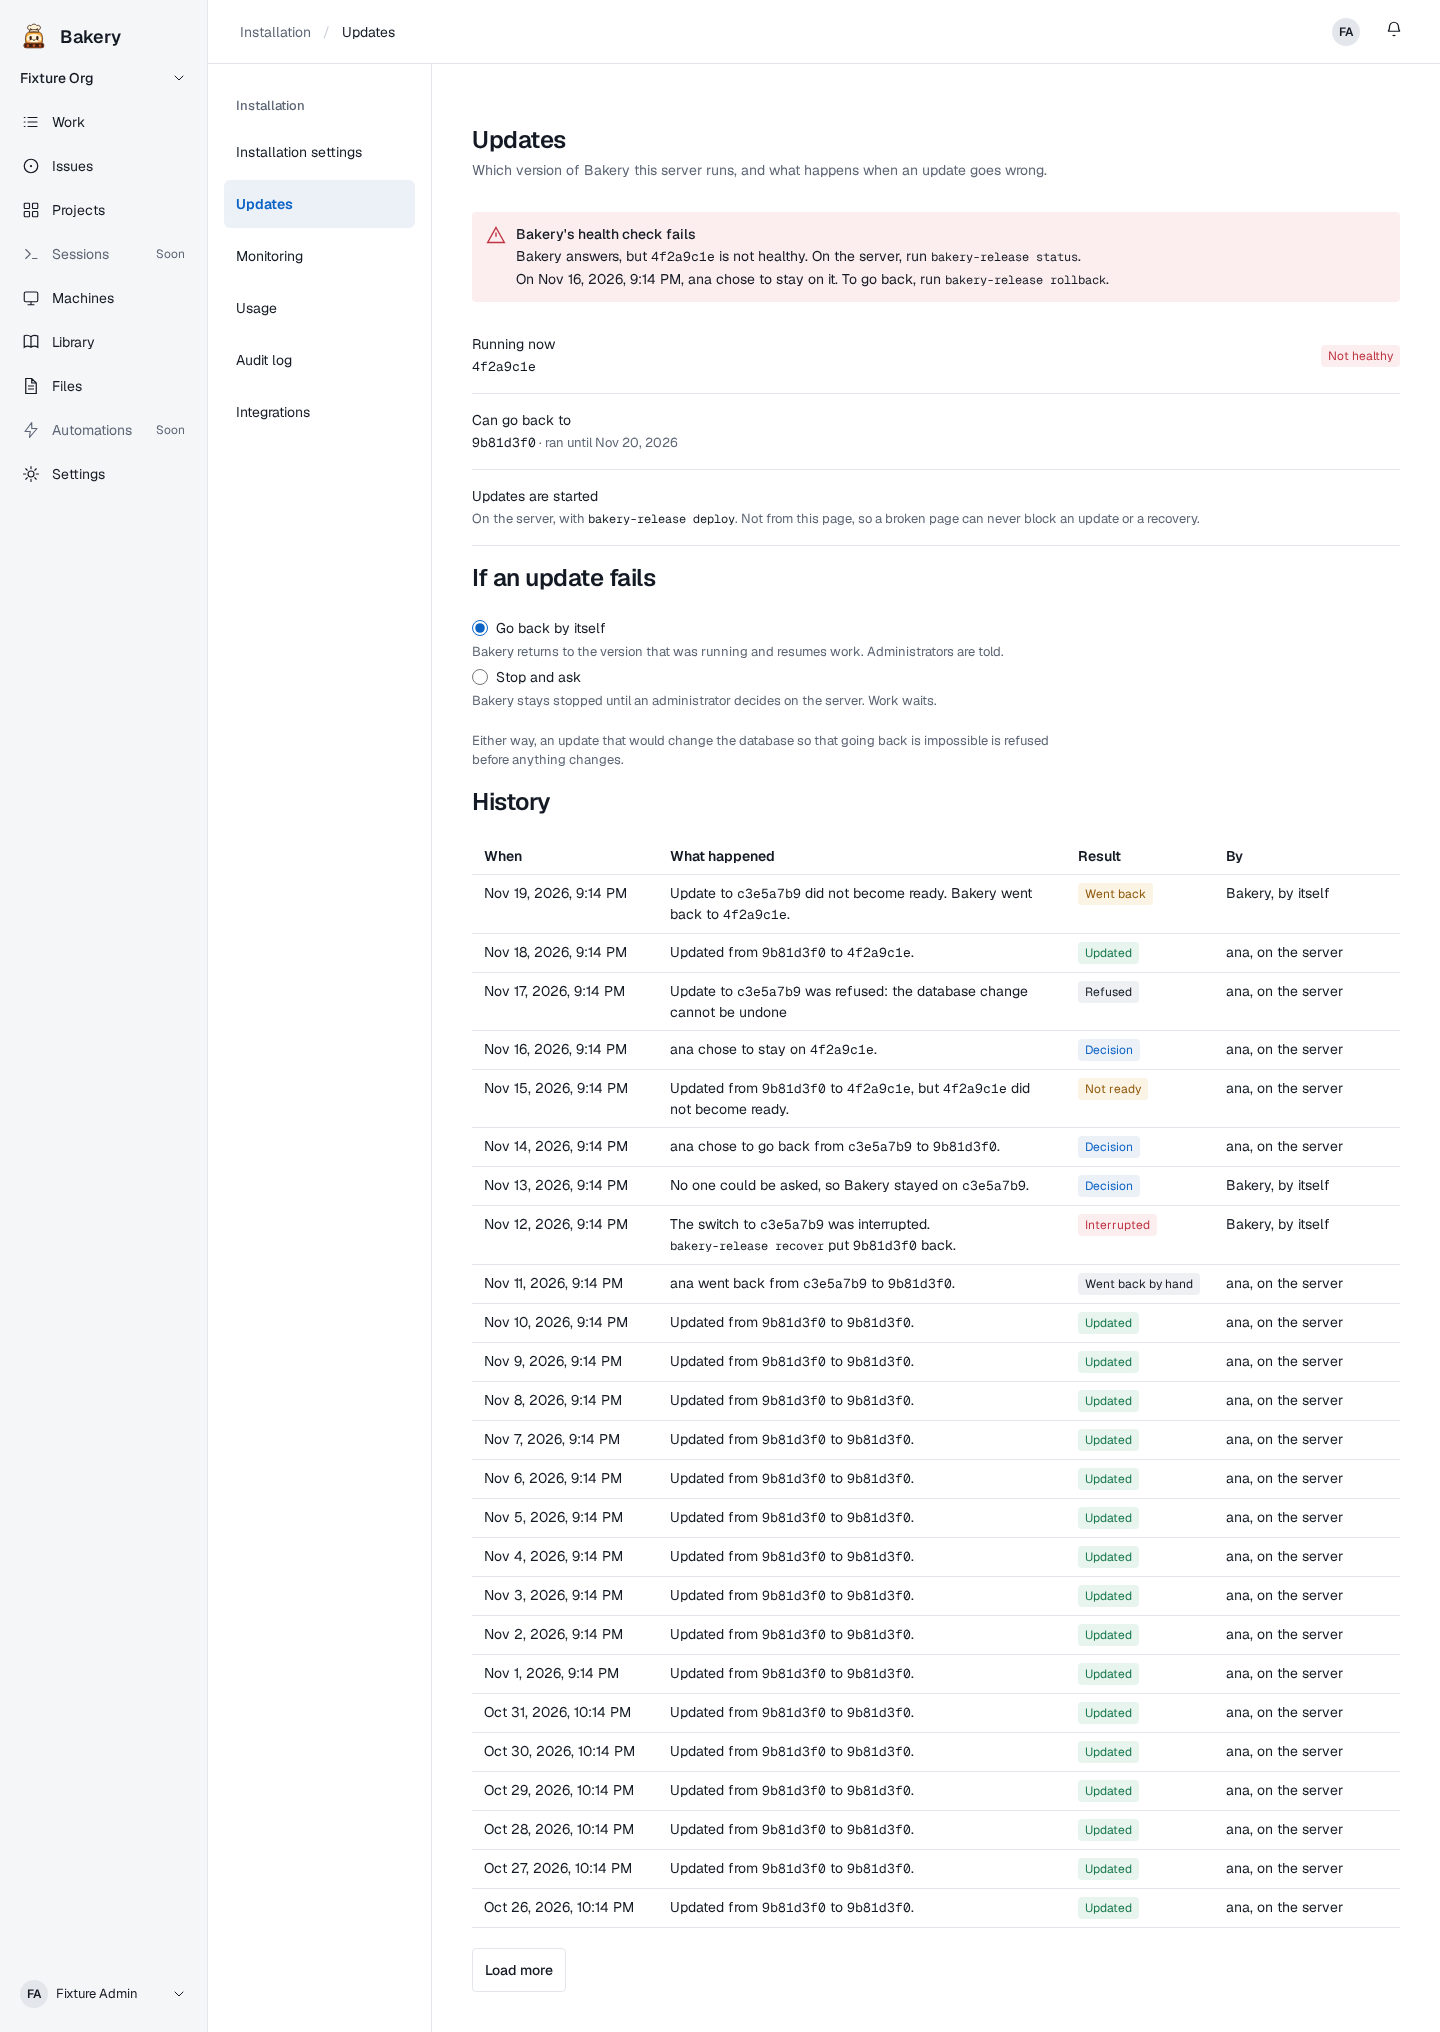 Bakery
Fixture Org
Work
Issues
Projects
Sessions Soon
Machines
Library
Files
Automations Soon
Settings
FA Fixture Admin
Installation / Updates
FA
Installation
Installation settings
Updates
Monitoring
Usage
Audit log
Integrations
Updates
Which version of Bakery this server runs, and what happens when an update goes wrong.
Bakery's health check fails
Bakery answers, but 4f2a9c1e is not healthy. On the server, run bakery-release status.
On Nov 16, 2026, 9:14 PM, ana chose to stay on it. To go back, run bakery-release rollback.
Running now
4f2a9c1e
Not healthy
Can go back to
9b81d3f0 · ran until Nov 20, 2026
Updates are started
On the server, with bakery-release deploy. Not from this page, so a broken page can never block an update or a recovery.
If an update fails
Go back by itself
Bakery returns to the version that was running and resumes work. Administrators are told.
Stop and ask
Bakery stays stopped until an administrator decides on the server. Work waits.
Either way, an update that would change the database so that going back is impossible is refused
before anything changes.
History
When What happened Result By
Nov 19, 2026, 9:14 PM Update to c3e5a7b9 did not become ready. Bakery went Went back Bakery, by itself
back to 4f2a9c1e.
Nov 18, 2026, 9:14 PM Updated from 9b81d3f0 to 4f2a9c1e. Updated ana, on the server
Nov 17, 2026, 9:14 PM Update to c3e5a7b9 was refused: the database change Refused ana, on the server
cannot be undone
Nov 16, 2026, 9:14 PM ana chose to stay on 4f2a9c1e. Decision ana, on the server
Nov 15, 2026, 9:14 PM Updated from 9b81d3f0 to 4f2a9c1e, but 4f2a9c1e did Not ready ana, on the server
not become ready.
Nov 14, 2026, 9:14 PM ana chose to go back from c3e5a7b9 to 9b81d3f0. Decision ana, on the server
Nov 13, 2026, 9:14 PM No one could be asked, so Bakery stayed on c3e5a7b9. Decision Bakery, by itself
Nov 12, 2026, 9:14 PM The switch to c3e5a7b9 was interrupted. Interrupted Bakery, by itself
bakery-release recover put 9b81d3f0 back.
Nov 11, 2026, 9:14 PM ana went back from c3e5a7b9 to 9b81d3f0. Went back by hand ana, on the server
Nov 10, 2026, 9:14 PM Updated from 9b81d3f0 to 9b81d3f0. Updated ana, on the server
Nov 9, 2026, 9:14 PM Updated from 9b81d3f0 to 9b81d3f0. Updated ana, on the server
Nov 8, 2026, 9:14 PM Updated from 9b81d3f0 to 9b81d3f0. Updated ana, on the server
Nov 7, 2026, 9:14 PM Updated from 9b81d3f0 to 9b81d3f0. Updated ana, on the server
Nov 6, 2026, 9:14 PM Updated from 9b81d3f0 to 9b81d3f0. Updated ana, on the server
Nov 5, 2026, 9:14 PM Updated from 9b81d3f0 to 9b81d3f0. Updated ana, on the server
Nov 4, 2026, 9:14 PM Updated from 9b81d3f0 to 9b81d3f0. Updated ana, on the server
Nov 3, 2026, 9:14 PM Updated from 9b81d3f0 to 9b81d3f0. Updated ana, on the server
Nov 2, 2026, 9:14 PM Updated from 9b81d3f0 to 9b81d3f0. Updated ana, on the server
Nov 1, 2026, 9:14 PM Updated from 9b81d3f0 to 9b81d3f0. Updated ana, on the server
Oct 31, 2026, 10:14 PM Updated from 9b81d3f0 to 9b81d3f0. Updated ana, on the server
Oct 30, 2026, 10:14 PM Updated from 9b81d3f0 to 9b81d3f0. Updated ana, on the server
Oct 29, 2026, 10:14 PM Updated from 9b81d3f0 to 9b81d3f0. Updated ana, on the server
Oct 28, 2026, 10:14 PM Updated from 9b81d3f0 to 9b81d3f0. Updated ana, on the server
Oct 27, 2026, 10:14 PM Updated from 9b81d3f0 to 9b81d3f0. Updated ana, on the server
Oct 26, 2026, 10:14 PM Updated from 9b81d3f0 to 9b81d3f0. Updated ana, on the server
Load more